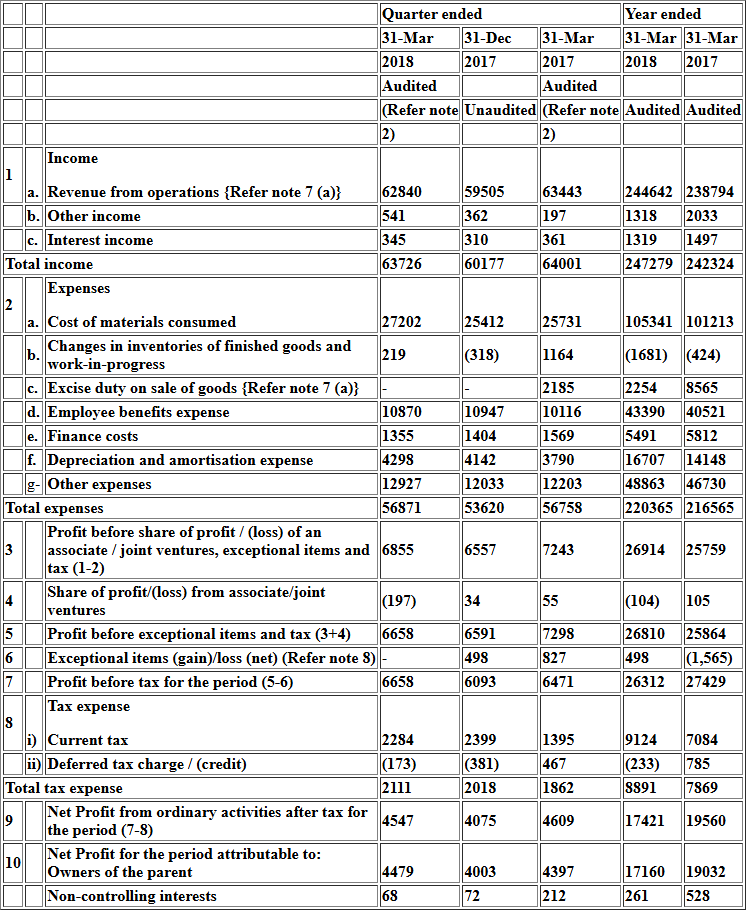 Quarter ended Year ended
31-Mar 31-Dec 31-Mar 31-Mar 31-Mar
2018 2017 2017 2018 2017
Audited Audited
(Refer note Unaudited (Refer note Audited Audited
2) 2)
Income
1
a. Revenue from operations {Refer note 7 (a)} 62840 59505 63443 244642 238794
b. Other income 541 362 197 1318 2033
c. Interest income 345 310 361 1319 1497
Total income 63726 60177 64001 247279 242324
Expenses
2
a. Cost of materials consumed 27202 25412 25731 105341 101213
b. Changes in inventories of finished goods and
work-in-progress 219 (318) 1164 (1681) (424)
c. Excise duty on sale of goods {Refer note 7 (a)} - - 2185 2254 8565
d. Employee benefits expense 10870 10947 10116 43390 40521
e. Finance costs 1355 1404 1569 5491 5812
f. Depreciation and amortisation expense 4298 4142 3790 16707 14148
g- Other expenses 12927 12033 12203 48863 46730
Total expenses 56871 53620 56758 220365 216565
Profit before share of profit / (loss) of an
3 associate / joint ventures, exceptional items and 6855 6557 7243 26914 25759
tax (1-2)
4 Share of profit/(loss) from associate/joint (197) 34 55 (104) 105
ventures
5 Profit before exceptional items and tax (3+4) 6658 6591 7298 26810 25864
6 Exceptional items (gain)/loss (net) (Refer note 8) - 498 827 498 (1,565)
7 Profit before tax for the period (5-6) 6658 6093 6471 26312 27429
Tax expense
8
i) Current tax 2284 2399 1395 9124 7084
ii) Deferred tax charge / (credit) (173) (381) 467 (233) 785
Total tax expense 2111 2018 1862 8891 7869
9 Net Profit from ordinary activities after tax for 4547 4075 4609 17421 19560
the period (7-8)
10 Net Profit for the period attributable to:
Owners of the parent 4479 4003 4397 17160 19032
Non-controlling interests 68 72 212 261 528